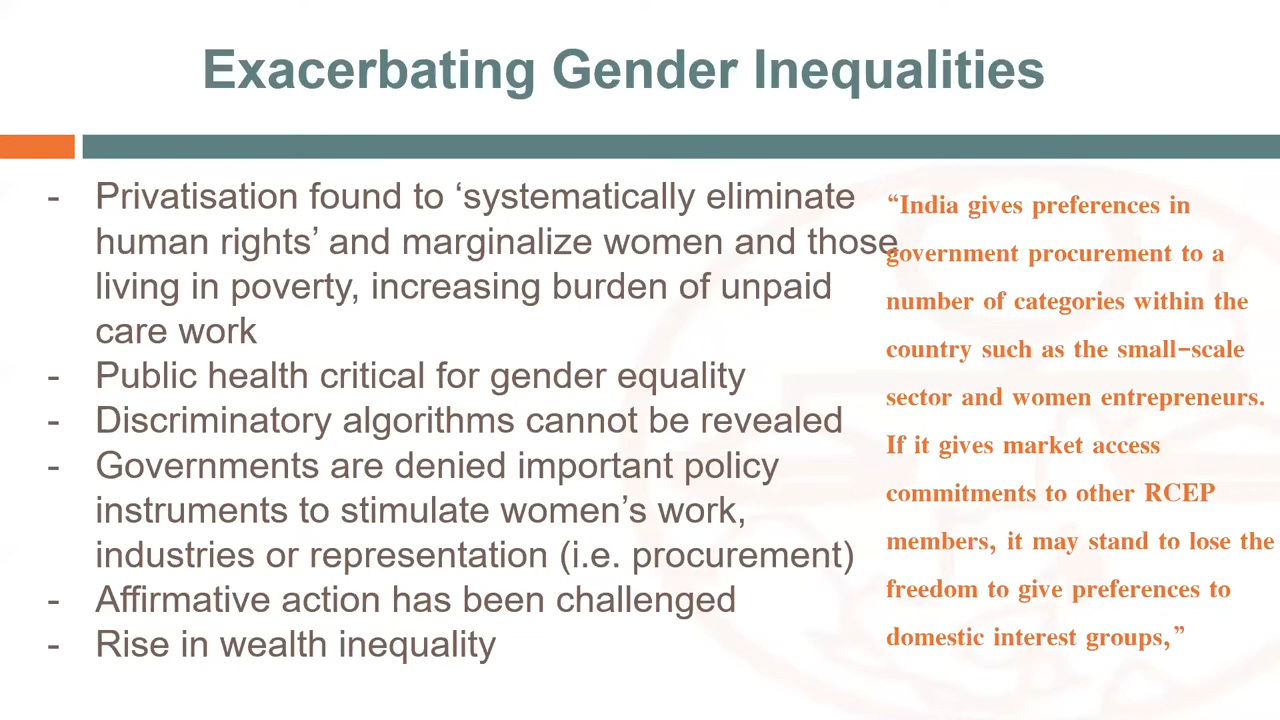 Exacerbating Gender Inequalities
- Privatisation found to ‘systematically eliminate
human rights’ and marginalize women and those
living in poverty, increasing burden of unpaid
care work
- Public health critical for gender equality
- Discriminatory algorithms cannot be revealed
- Governments are denied important policy
instruments to stimulate women’s work,
industries or representation (i.e. procurement)
- Affirmative action has been challenged
- Rise in wealth inequality
“India gives preferences in
government procurement to a
number of categories within the
country such as the small-scale
sector and women entrepreneurs.
If it gives market access
commitments to other RCEP
members, it may stand to lose the
freedom to give preferences to
domestic interest groups,”